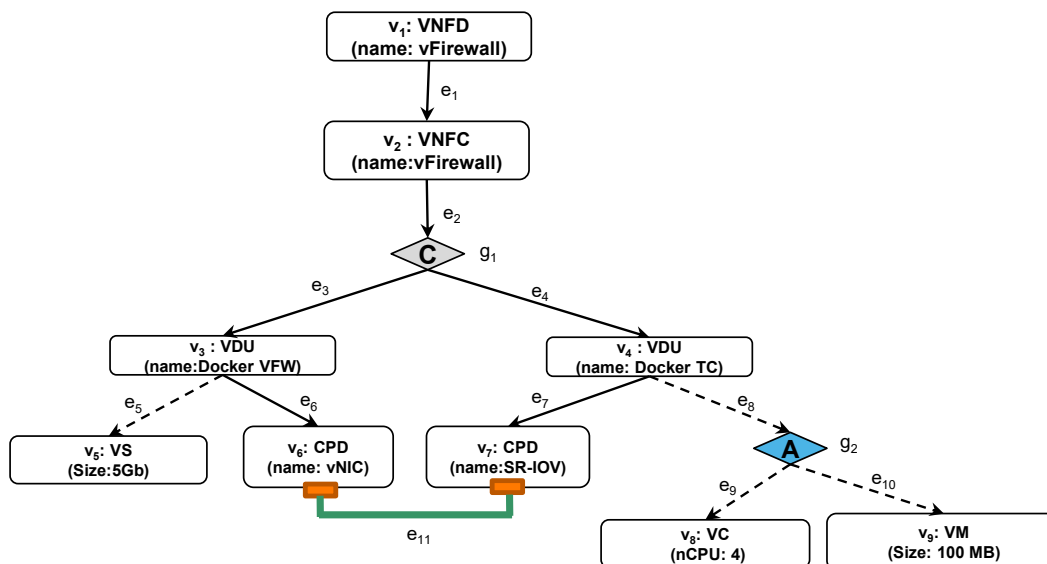 v₁: VNFD
(name: vFirewall)
e₁
v₂ : VNFC
(name:vFirewall)
e₂
C
g₁
e₃
e₄
v₃ : VDU
(name:Docker VFW)
v₄ : VDU
(name: Docker TC)
e₅
e₆
e₇
e₈
v₅: VS
(Size:5Gb)
v₆: CPD
(name: vNIC)
v₇: CPD
(name:SR-IOV)
A
g₂
e₉
e₁₀
e₁₁
v₈: VC
(nCPU: 4)
v₉: VM
(Size: 100 MB)